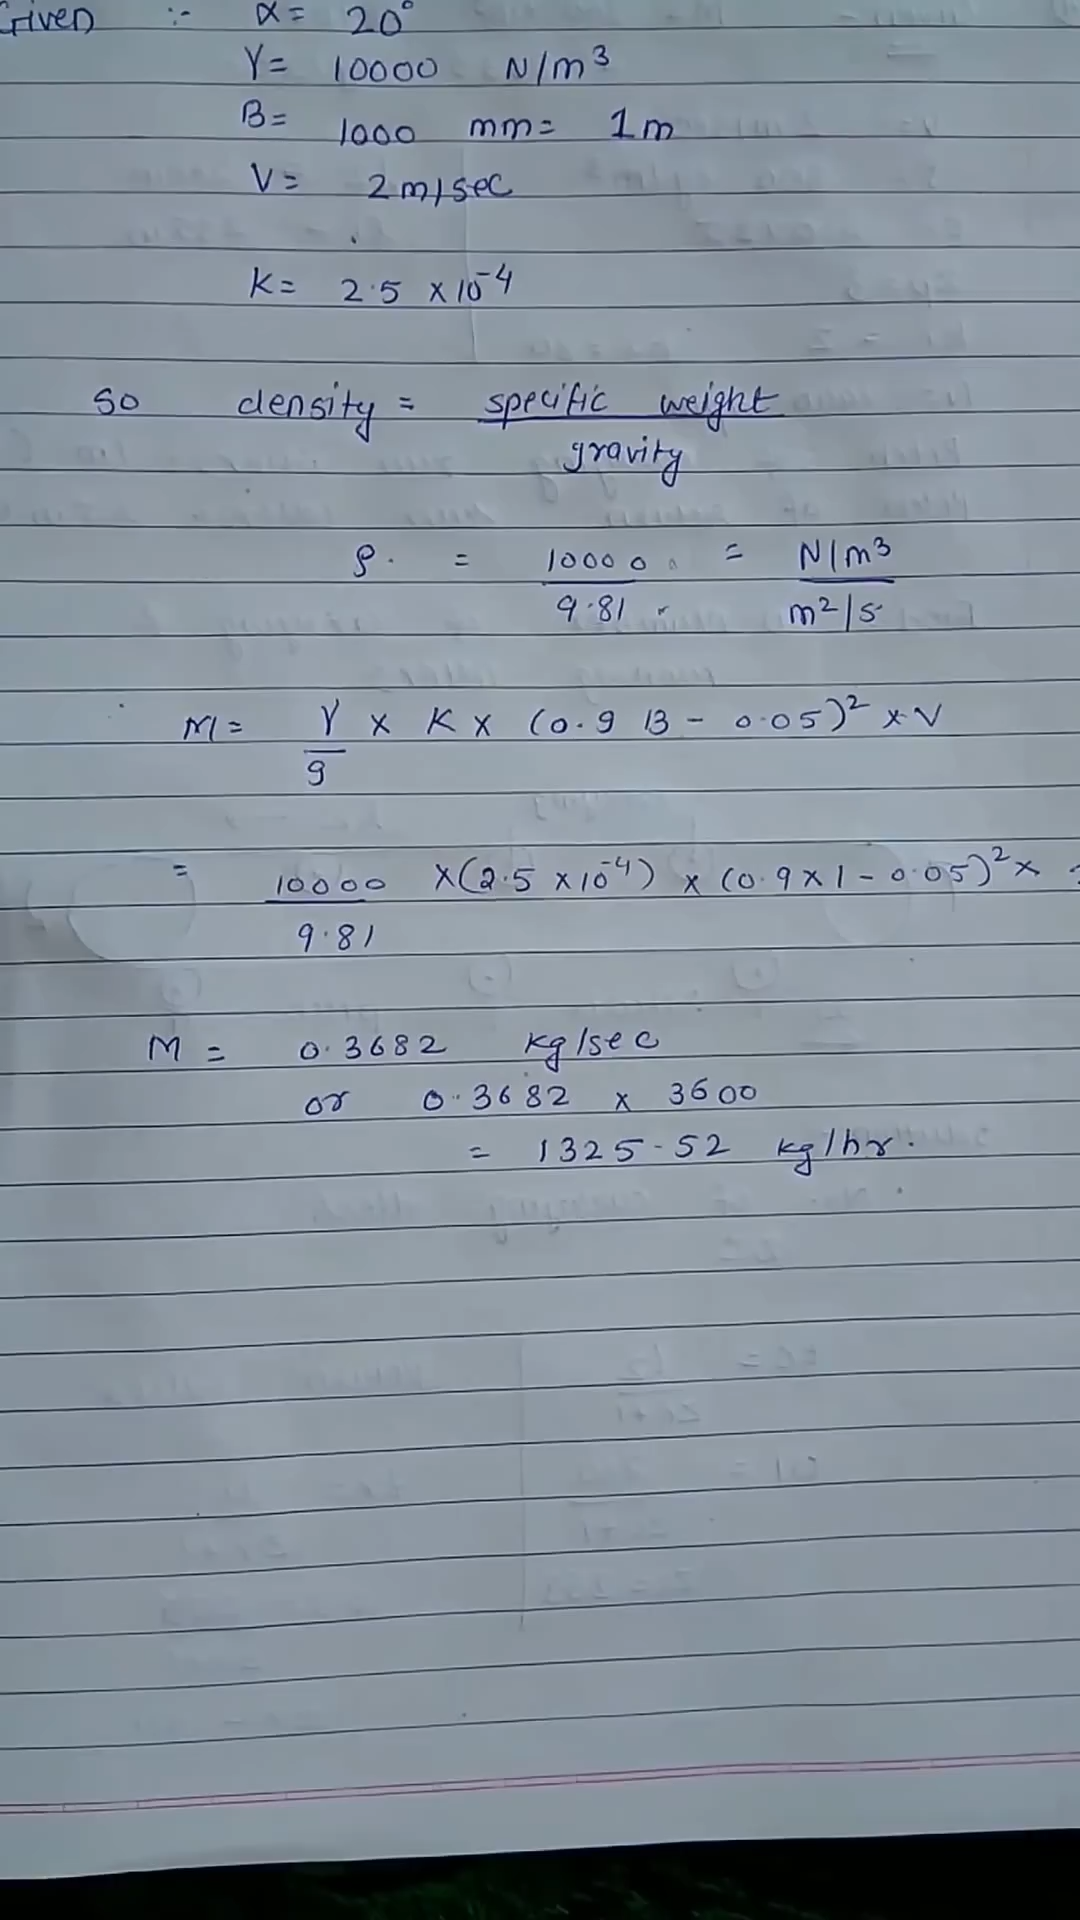 Given :- α = 20°
γ = 10000 N/m3
B = 1000 mm = 1m
V = 2 m/sec
K = 2.5 x 10-4
so density = specific weight
gravity
ρ. = 10000 = N/m3
9.81 m2/s
M = γ x K x (0.9 B - 0.05)2 x V
g
= 10000 x (2.5 x 10-4) x (0.9 x 1 - 0.05)2 x
9.81
M = 0.3682 kg/sec
or 0.3682 x 3600
= 1325.52 kg/hr.